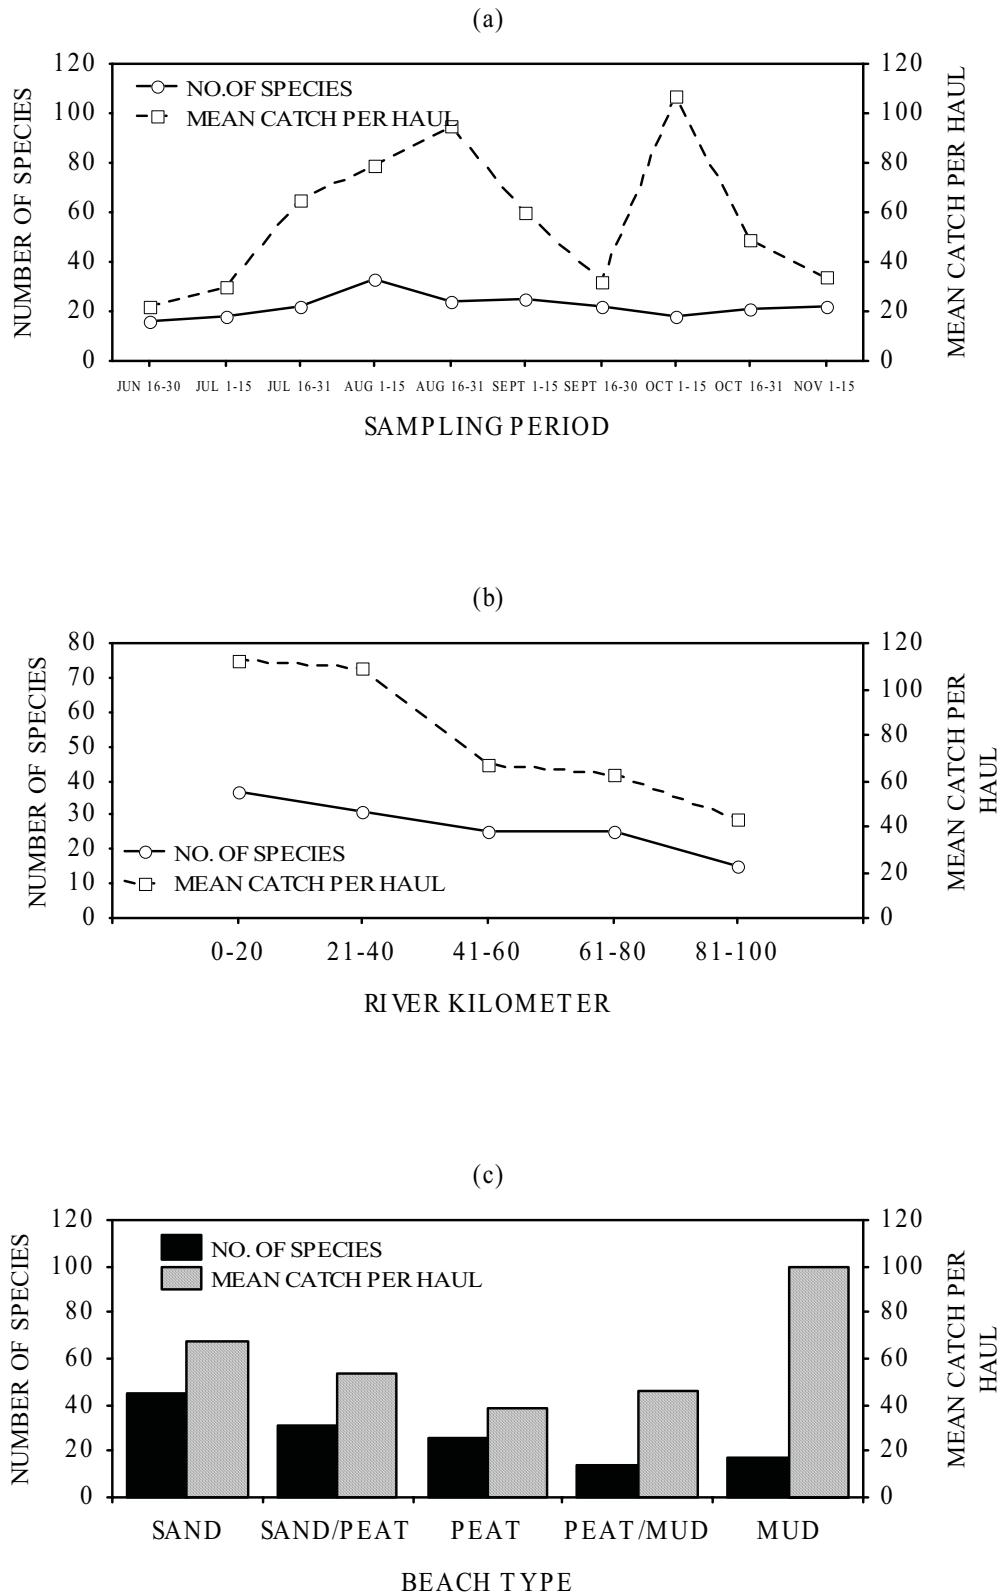 (a)
120
100
80
60
40
20
0
NUMBER OF SPECIES
NO.OF SPECIES
MEAN CATCH PER HAUL
120
100
80
60
40
20
0
MEAN CATCH PER HAUL
JUN 16-30 JUL 1-15 JUL 16-31 AUG 1-15 AUG 16-31 SEPT 1-15 SEPT 16-30 OCT 1-15 OCT 16-31 NOV 1-15
SAMPLING PERIOD
(b)
80
70
60
50
40
30
20
10
0
NUMBER OF SPECIES
NO. OF SPECIES
MEAN CATCH PER HAUL
120
100
80
60
40
20
0
MEAN CATCH PER
HAUL
0-20 21-40 41-60 61-80 81-100
RIVER KILOMETER
(c)
120
100
80
60
40
20
0
NUMBER OF SPECIES
NO. OF SPECIES
MEAN CATCH PER HAUL
120
100
80
60
40
20
0
MEAN CATCH PER
HAUL
SAND SAND/PEAT PEAT PEAT/MUD MUD
BEACH TYPE